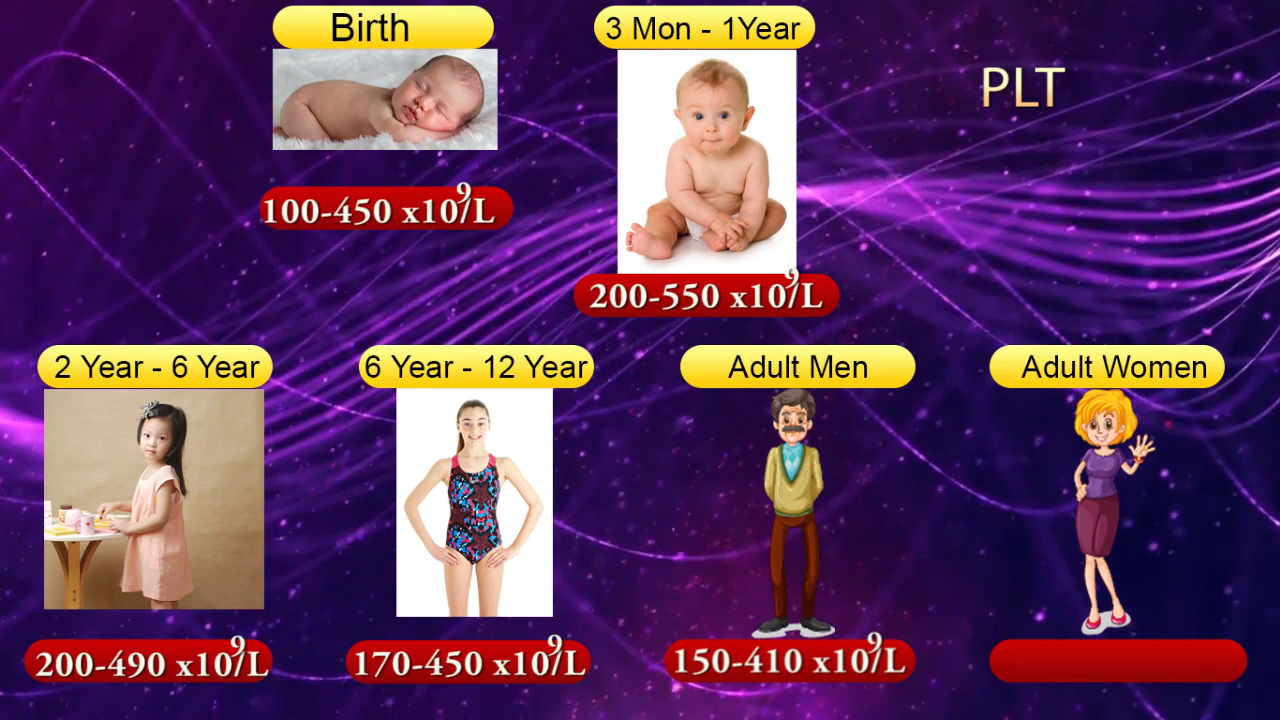 Birth
3 Mon - 1Year
PLT
100-450 x10⁹/L
200-550 x10⁹/L
2 Year - 6 Year
6 Year - 12 Year
Adult Men
Adult Women
200-490 x10⁹/L
170-450 x10⁹/L
150-410 x10⁹/L